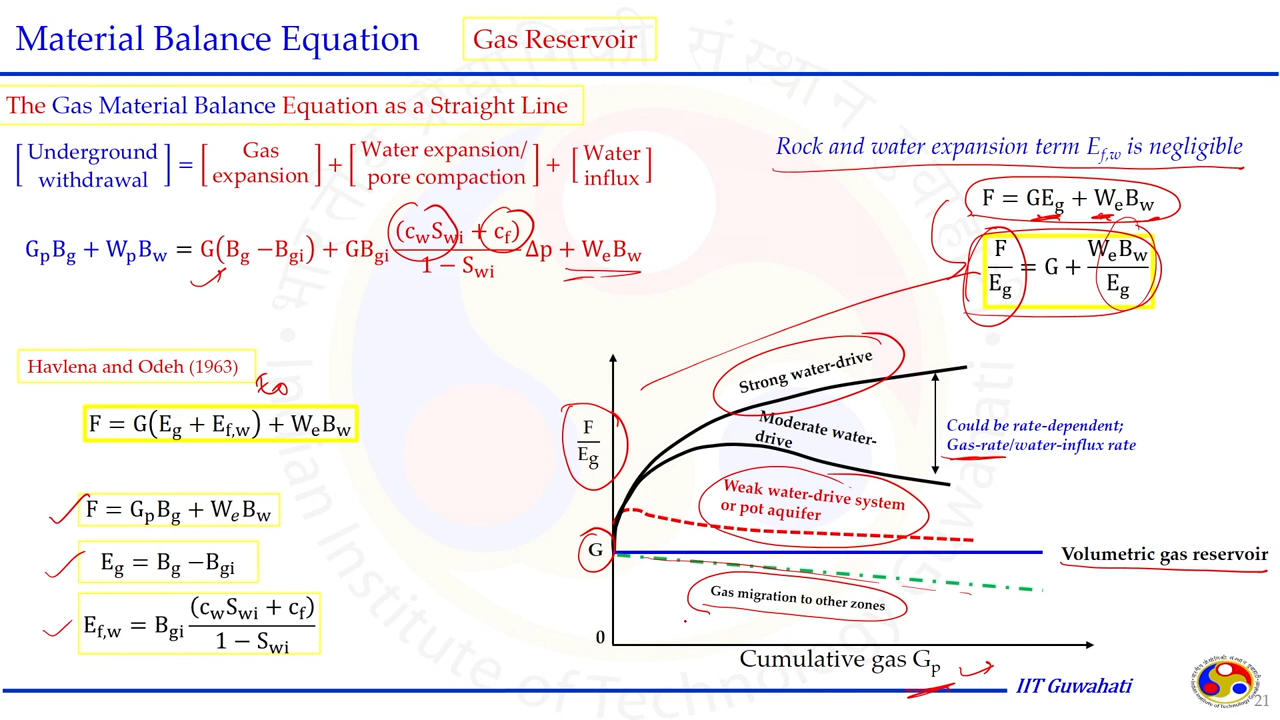 Material Balance Equation
Gas Reservoir
The Gas Material Balance Equation as a Straight Line
[Underground withdrawal] = [Gas expansion] + [Water expansion/ pore compaction] + [Water influx]
GpBg + WpBw = G(Bg −Bgi) + GBgi (cwSwi + cf) / 1 − Swi Δp + WeBw
Rock and water expansion term Ef,w is negligible
F = GEg + WeBw
F/Eg = G + WeBw/Eg
Havlena and Odeh (1963)
F = G(Eg + Ef,w) + WeBw
F = GpBg + WeBw
Eg = Bg −Bgi
Ef,w = Bgi (cwSwi + cf) / 1 − Swi
F
Eg
Strong water-drive
Moderate water-
drive
Could be rate-dependent;
Gas-rate/water-influx rate
Weak water-drive system
or pot aquifer
G
Volumetric gas reservoir
Gas migration to other zones
0
Cumulative gas Gp
IIT Guwahati
21